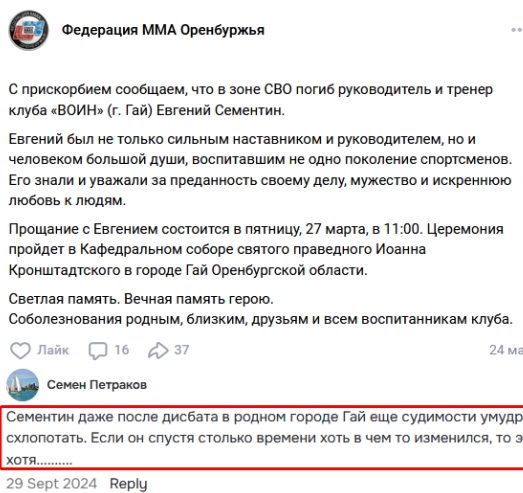 Федерация ММА Оренбуржья
С прискорбием сообщаем, что в зоне СВО погиб руководитель и тренер
клуба «ВОИН» (г. Гай) Евгений Сементин.
Евгений был не только сильным наставником и руководителем, но и
человеком большой души, воспитавшим не одно поколение спортсменов.
Его знали и уважали за преданность своему делу, мужество и искреннюю
любовь к людям.
Прощание с Евгением состоится в пятницу, 27 марта, в 11:00. Церемония
пройдет в Кафедральном соборе святого праведного Иоанна
Кронштадтского в городе Гай Оренбургской области.
Светлая память. Вечная память герою.
Соболезнования родным, близким, друзьям и всем воспитанникам клуба.
Лайк 16 37 24 ма
Семен Петраков
Сементин даже после дисбата в родном городе Гай еще судимости умудр
схлопотать. Если он спустя столько времени хоть в чем то изменился, то э
хотя..........
29 Sept 2024 Reply